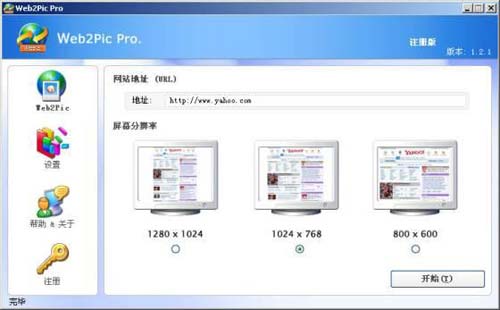 Web2Pic Pro
Web2Pic Pro.
注册版
版本: 1.2.1
Web2Pic
设置
帮助 & 关于
注册
网站地址 (URL)
地址: http://www.yahoo.com
屏幕分辨率
YAHOO!
YAHOO!
YAHOO!
1280 x 1024
1024 x 768
800 x 600
开始(T)
完毕